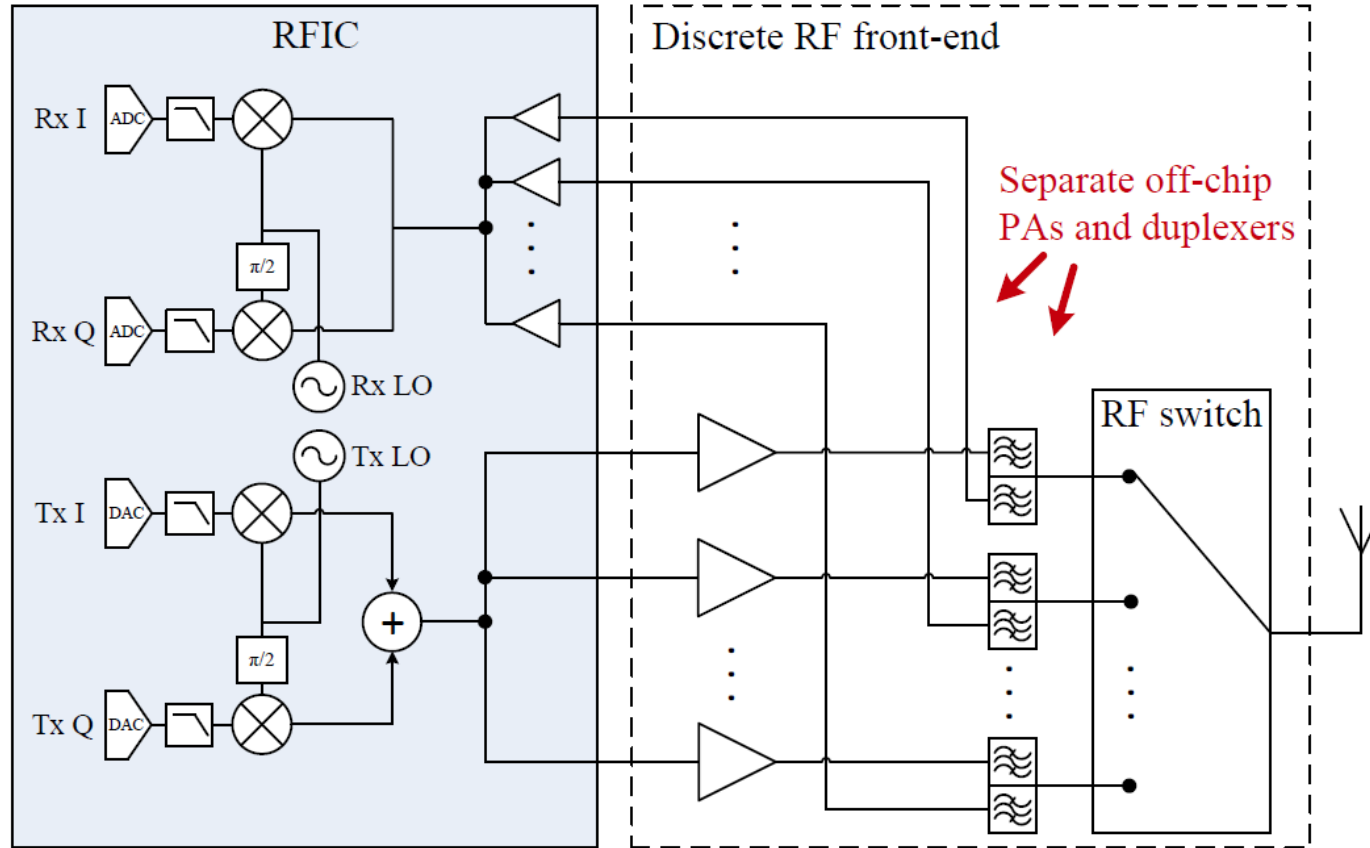 RFIC
Discrete RF front-end
Rx I
ADC
π/2
Rx Q
ADC
Rx LO
Separate off-chip
PAs and duplexers
Tx LO
RF switch
Tx I
DAC
+
π/2
Tx Q
DAC